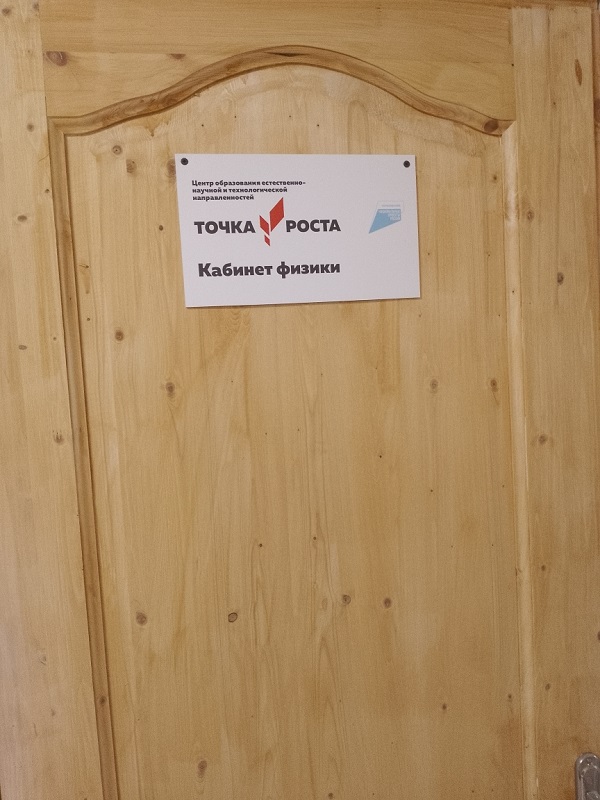 Центр образования естественно-
научной и технологической
направленностей
ТОЧКА РОСТА
Кабинет физики